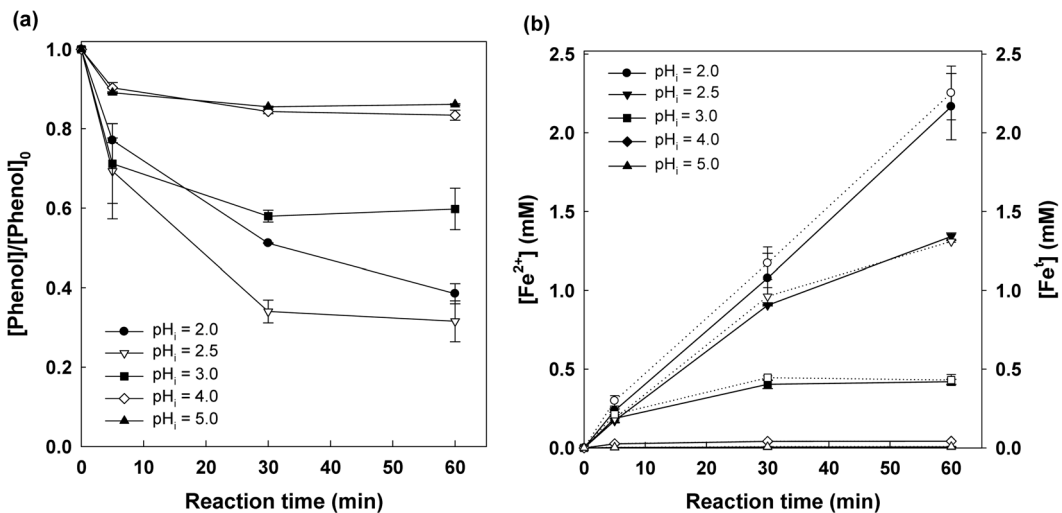 (a)
[Phenol]/[Phenol]0
1.0
0.8
0.6
0.4
0.2
0.0
pHi = 2.0
pHi = 2.5
pHi = 3.0
pHi = 4.0
pHi = 5.0
0 10 20 30 40 50 60
Reaction time (min)
(b)
[Fe2+] (mM)
2.5
2.0
1.5
1.0
0.5
0.0
pHi = 2.0
pHi = 2.5
pHi = 3.0
pHi = 4.0
pHi = 5.0
2.5
2.0
1.5
1.0
0.5
0.0
[Fet] (mM)
0 10 20 30 40 50 60
Reaction time (min)